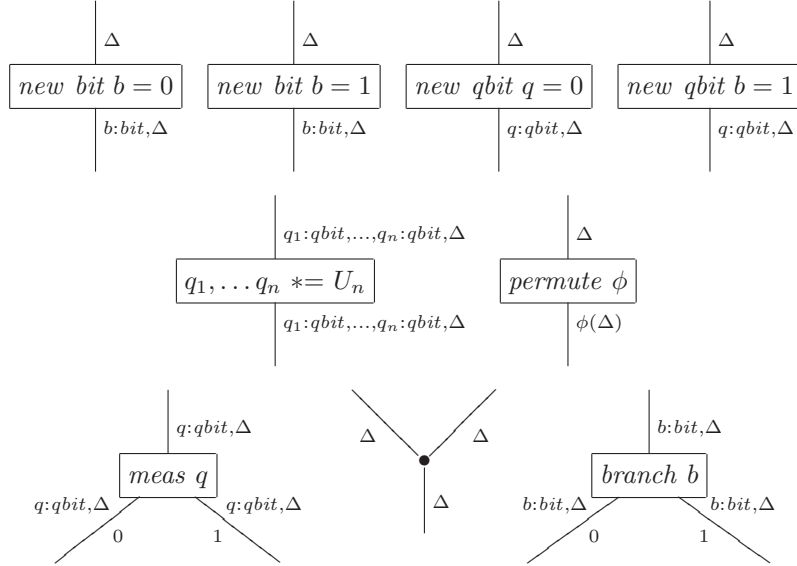 Δ Δ Δ Δ
new bit b = 0 new bit b = 1 new qbit q = 0 new qbit b = 1
b:bit,Δ b:bit,Δ q:qbit,Δ q:qbit,Δ
q₁:qbit,...,qₙ:qbit,Δ Δ
q₁, … qₙ *= Uₙ permute ϕ
q₁:qbit,...,qₙ:qbit,Δ ϕ(Δ)
q:qbit,Δ Δ Δ b:bit,Δ
meas q branch b
q:qbit,Δ q:qbit,Δ Δ b:bit,Δ b:bit,Δ
0 1 0 1